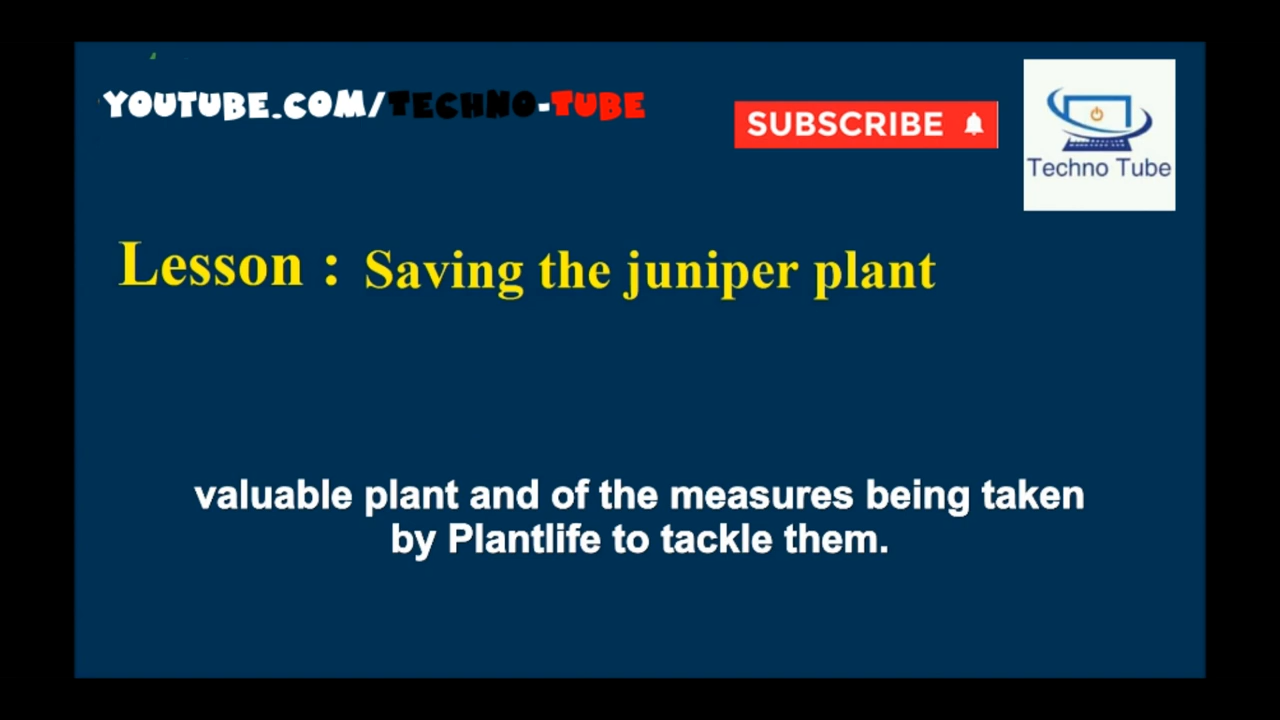 YOUTUBE.COM/TECHNO-TUBE
SUBSCRIBE
Techno Tube
Lesson : Saving the juniper plant
valuable plant and of the measures being taken
by Plantlife to tackle them.